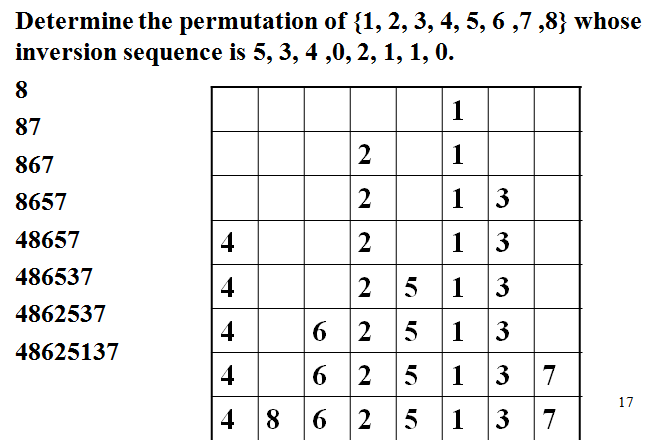 Determine the permutation of {1, 2, 3, 4, 5, 6 ,7 ,8} whose
inversion sequence is 5, 3, 4 ,0, 2, 1, 1, 0.
8
87
867
8657
48657
486537
4862537
48625137
1
2 1
2 1 3
4 2 1 3
4 2 5 1 3
4 6 2 5 1 3
4 6 2 5 1 3 7
4 8 6 2 5 1 3 7
17